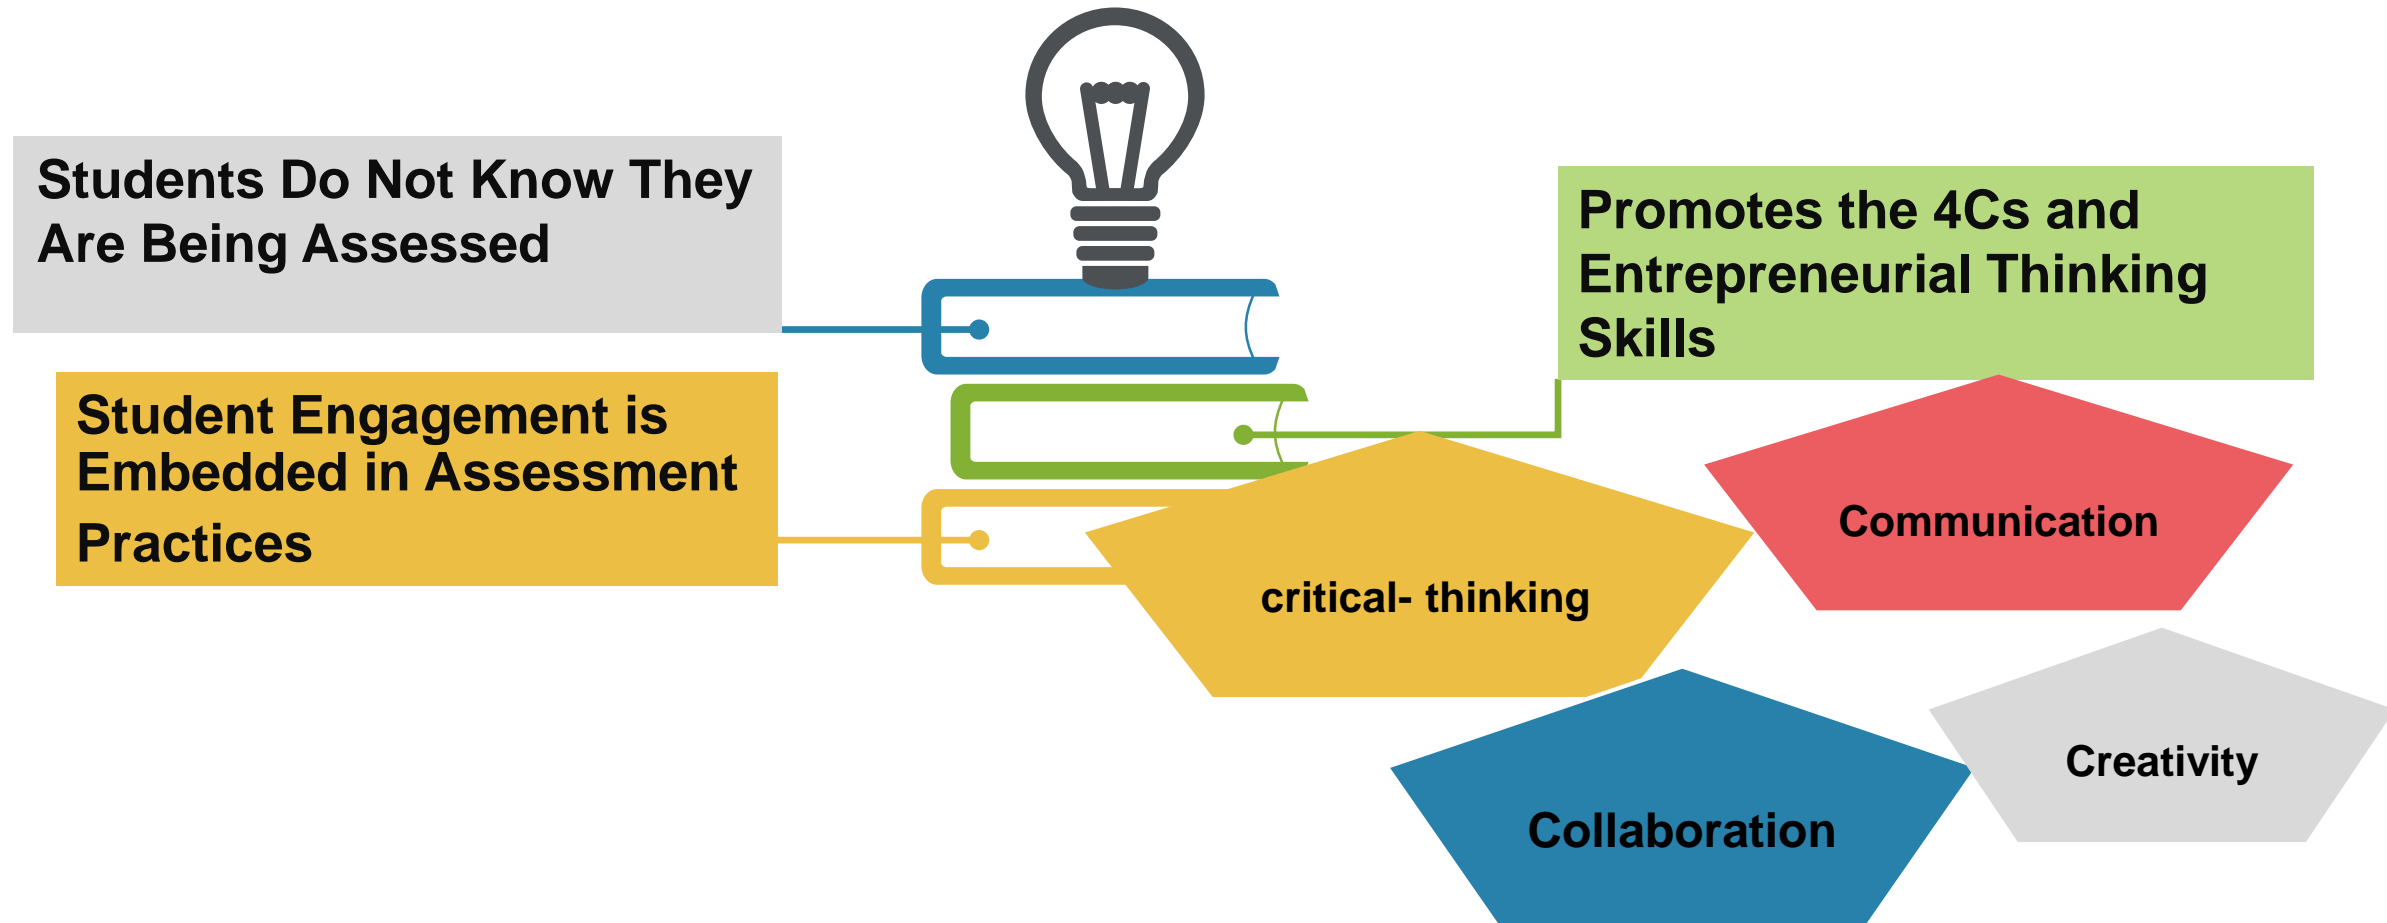 Students Do Not Know They
Are Being Assessed
Student Engagement is
Embedded in Assessment
Practices
Promotes the 4Cs and
Entrepreneurial Thinking
Skills
Communication
critical- thinking
Creativity
Collaboration